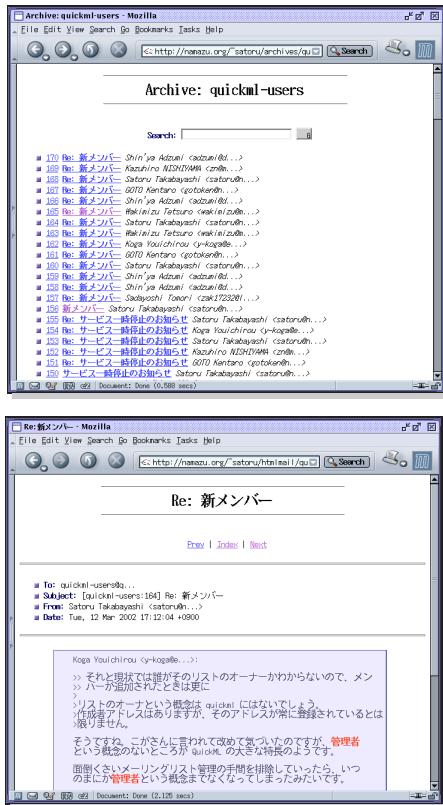 Archive: quickml-users - Mozilla
File Edit View Search Go Bookmarks Tasks Help
http://namazu.org/~satoru/archives/qu
Search
Archive: quickml-users
Search:
170 Re: 新メンバー Shin'ya Adzumi <adzumi@d...>
169 Re: 新メンバー Kazuhiro NISHIYAMA <zn@m...>
168 Re: 新メンバー Satoru Takabayashi <satoru@n...>
167 Re: 新メンバー GOTO Kentaro <gotoken@n...>
166 Re: 新メンバー Shin'ya Adzumi <adzumi@d...>
165 Re: 新メンバー Wakimizu Tetsuro <wakimizu@m...>
164 Re: 新メンバー Satoru Takabayashi <satoru@n...>
163 Re: 新メンバー Wakimizu Tetsuro <wakimizu@m...>
162 Re: 新メンバー Koga Youichirou <y-koga@e...>
161 Re: 新メンバー GOTO Kentaro <gotoken@n...>
160 Re: 新メンバー Satoru Takabayashi <satoru@n...>
159 Re: 新メンバー Shin'ya Adzumi <adzumi@d...>
158 Re: 新メンバー Shin'ya Adzumi <adzumi@d...>
157 Re: 新メンバー Sadayoshi Tomori <zak17232@l...>
156 新メンバー Satoru Takabayashi <satoru@n...>
155 Re: サービス一時停止のお知らせ Satoru Takabayashi <satoru@n...>
154 Re: サービス一時停止のお知らせ Koga Youichirou <y-koga@e...>
153 Re: サービス一時停止のお知らせ Satoru Takabayashi <satoru@n...>
152 Re: サービス一時停止のお知らせ Kazuhiro NISHIYAMA <zn@m...>
151 Re: サービス一時停止のお知らせ GOTO Kentaro <gotoken@n...>
150 サービス一時停止のお知らせ Satoru Takabayashi <satoru@n...>
Document: Done (0.588 secs)
Re: 新メンバー - Mozilla
File Edit View Search Go Bookmarks Tasks Help
http://namazu.org/~satoru/htmlmail/qu
Search
Re: 新メンバー
Prev | Index | Next
To: quickml-users@q...
Subject: [quickml-users:164] Re: 新メンバー
From: Satoru Takabayashi <satoru@n...>
Date: Tue, 12 Mar 2002 17:12:04 +0900
Koga Youichirou <y-koga@e...>:
>> それと現状では誰がそのリストのオーナーかわからないので、メン
>> バーが追加されたときは更に
>
>リストのオーナという概念は quickml にはないでしょう。
>作成者アドレスはありますが、そのアドレスが常に登録されているとは
>限りません。
そうですね。こがさんに言われて改めて気づいたのですが、管理者
という概念のないところが QuickML の大きな特長のようです。
面倒くさいメーリングリスト管理の手間を排除していったら、いつ
のまにか管理者という概念までなくなってしまったみたいです。
Document: Done (2.125 secs)